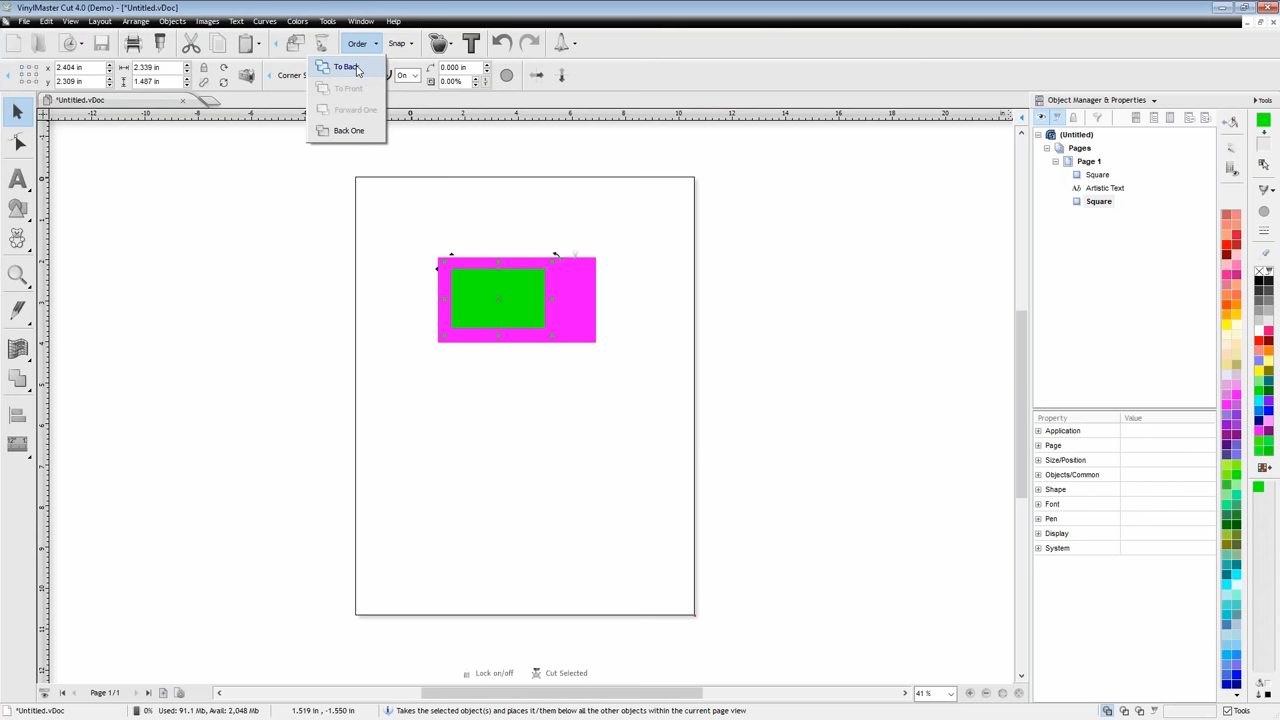 VinylMaster Cut 4.0 (Demo) - [*Untitled.vDoc]
File Edit View Layout Arrange Objects Images Text Curves Colors Tools Window Help
Order Snap
2.404 in 2.339 in
2.309 in 1.487 in
Corner S
On
0.000 in
0.00%
To Back
To Front
Forward One
Back One
*Untitled.vDoc
Object Manager & Properties
Tools
(Untitled)
Pages
Page 1
Square
Artistic Text
Square
Property Value
Application
Page
Size/Position
Objects/Common
Shape
Font
Pen
Display
System
Lock on/off Cut Selected
Page 1/1
41 %
*Untitled.vDoc 0% Used: 91.1 Mb, Avail: 2,048 Mb 1.519 in , -1.550 in Takes the selected object(s) and places it/them below all the other objects within the current page view Tools